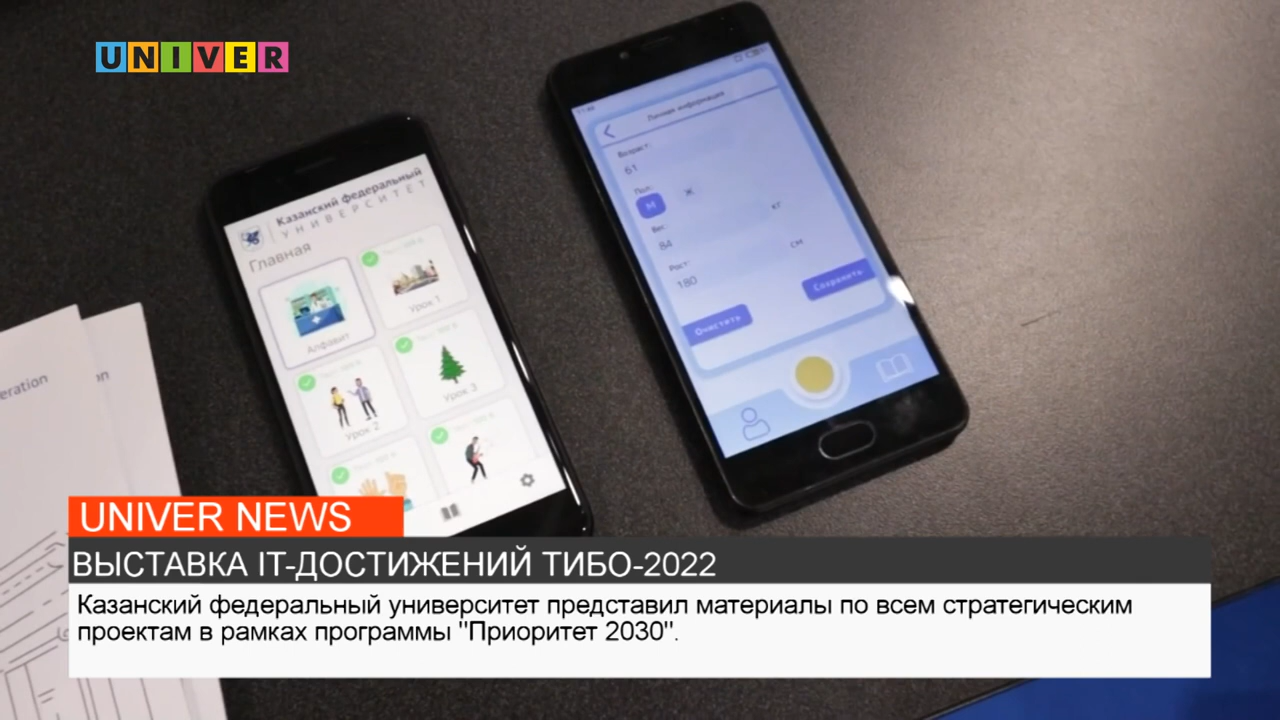 UNIVER
Казанский федеральный
УНИВЕРСИТЕТ
Главная
Алфавит
Урок 1
Урок 2
Урок 3
Личная информация
Возраст:
61
Пол:
М Ж
Вес:
84 кг
Рост:
180 см
Очистить Сохранить
eration
on
UNIVER NEWS
ВЫСТАВКА IT-ДОСТИЖЕНИЙ ТИБО-2022
Казанский федеральный университет представил материалы по всем стратегическим
проектам в рамках программы "Приоритет 2030".